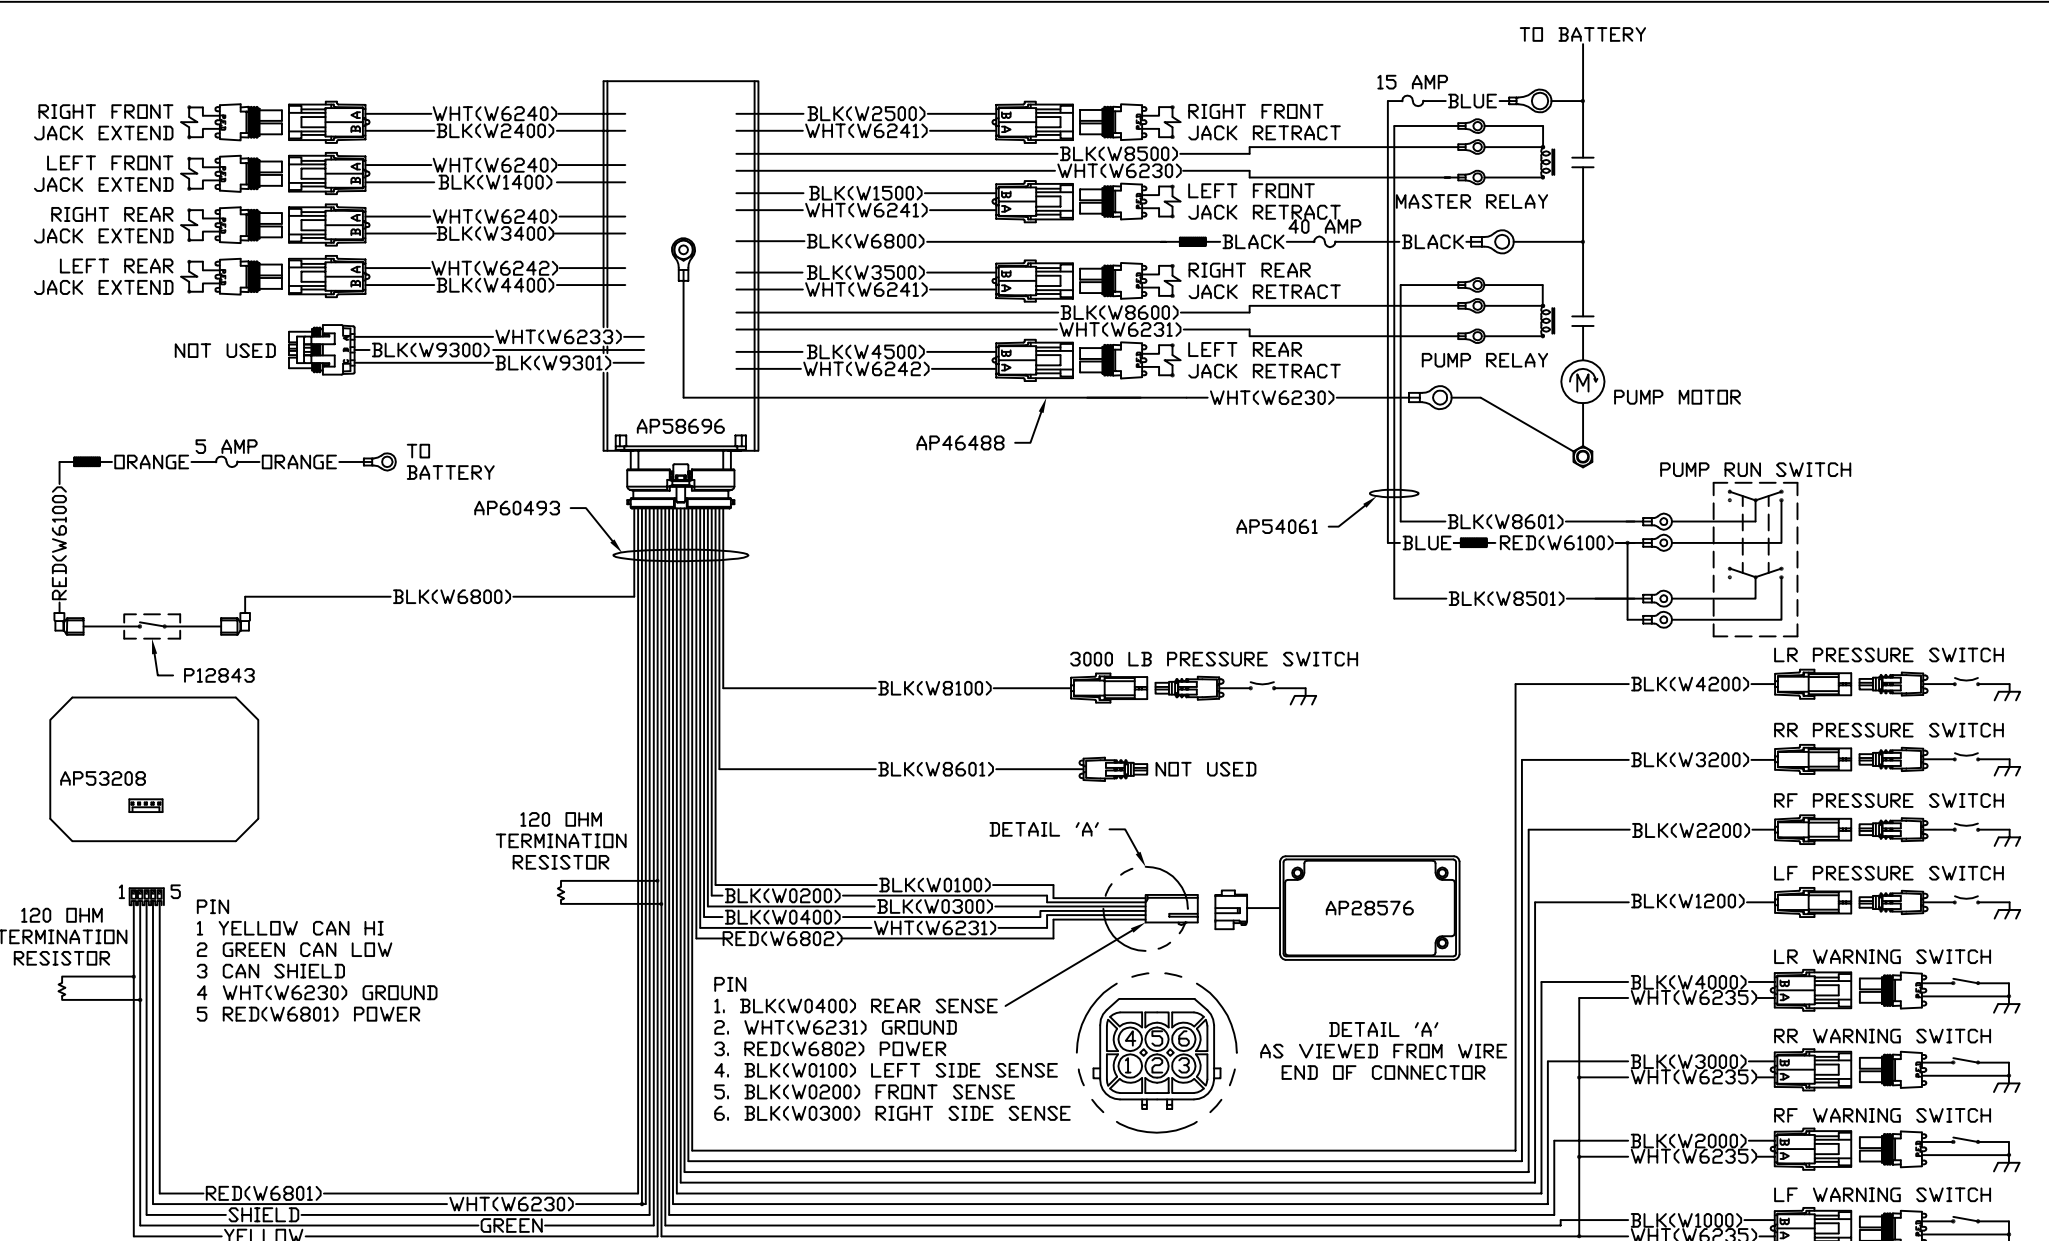 TO BATTERY
15 AMP
BLUE
RIGHT FRONT
JACK EXTEND
WHT(W6240)
BLK(W2400)
LEFT FRONT
JACK EXTEND
WHT(W6240)
BLK(W1400)
RIGHT REAR
JACK EXTEND
WHT(W6240)
BLK(W3400)
LEFT REAR
JACK EXTEND
WHT(W6242)
BLK(W4400)
NOT USED
WHT(W6233)
BLK(W9300)
BLK(W9301)
BLK(W2500)
WHT(W6241)
RIGHT FRONT
JACK RETRACT
BLK(W8500)
WHT(W6230)
BLK(W1500)
WHT(W6241)
LEFT FRONT
JACK RETRACT
MASTER RELAY
BLK(W6800)
BLACK
40 AMP
BLACK
BLK(W3500)
WHT(W6241)
RIGHT REAR
JACK RETRACT
BLK(W8600)
WHT(W6231)
BLK(W4500)
WHT(W6242)
LEFT REAR
JACK RETRACT
PUMP RELAY
M
PUMP MOTOR
WHT(W6230)
AP58696
AP46488
ORANGE
5 AMP
ORANGE
TO
BATTERY
RED(W6100)
AP60493
BLK(W6800)
P12843
PUMP RUN SWITCH
AP54061
BLK(W8601)
BLUE
RED(W6100)
BLK(W8501)
3000 LB PRESSURE SWITCH
BLK(W8100)
BLK(W8601)
NOT USED
AP53208
120 OHM
TERMINATION
RESISTOR
DETAIL 'A'
BLK(W0100)
BLK(W0200)
BLK(W0300)
BLK(W0400)
WHT(W6231)
RED(W6802)
AP28576
1
5
120 OHM
TERMINATION
RESISTOR
PIN
1 YELLOW CAN HI
2 GREEN CAN LOW
3 CAN SHIELD
4 WHT(W6230) GROUND
5 RED(W6801) POWER
PIN
1. BLK(W0400) REAR SENSE
2. WHT(W6231) GROUND
3. RED(W6802) POWER
4. BLK(W0100) LEFT SIDE SENSE
5. BLK(W0200) FRONT SENSE
6. BLK(W0300) RIGHT SIDE SENSE
4 5 6
1 2 3
DETAIL 'A'
AS VIEWED FROM WIRE
END OF CONNECTOR
LR PRESSURE SWITCH
BLK(W4200)
RR PRESSURE SWITCH
BLK(W3200)
RF PRESSURE SWITCH
BLK(W2200)
LF PRESSURE SWITCH
BLK(W1200)
LR WARNING SWITCH
BLK(W4000)
WHT(W6235)
RR WARNING SWITCH
BLK(W3000)
WHT(W6235)
RF WARNING SWITCH
BLK(W2000)
WHT(W6235)
LF WARNING SWITCH
BLK(W1000)
WHT(W6235)
RED(W6801)
WHT(W6230)
SHIELD
GREEN
YELLOW